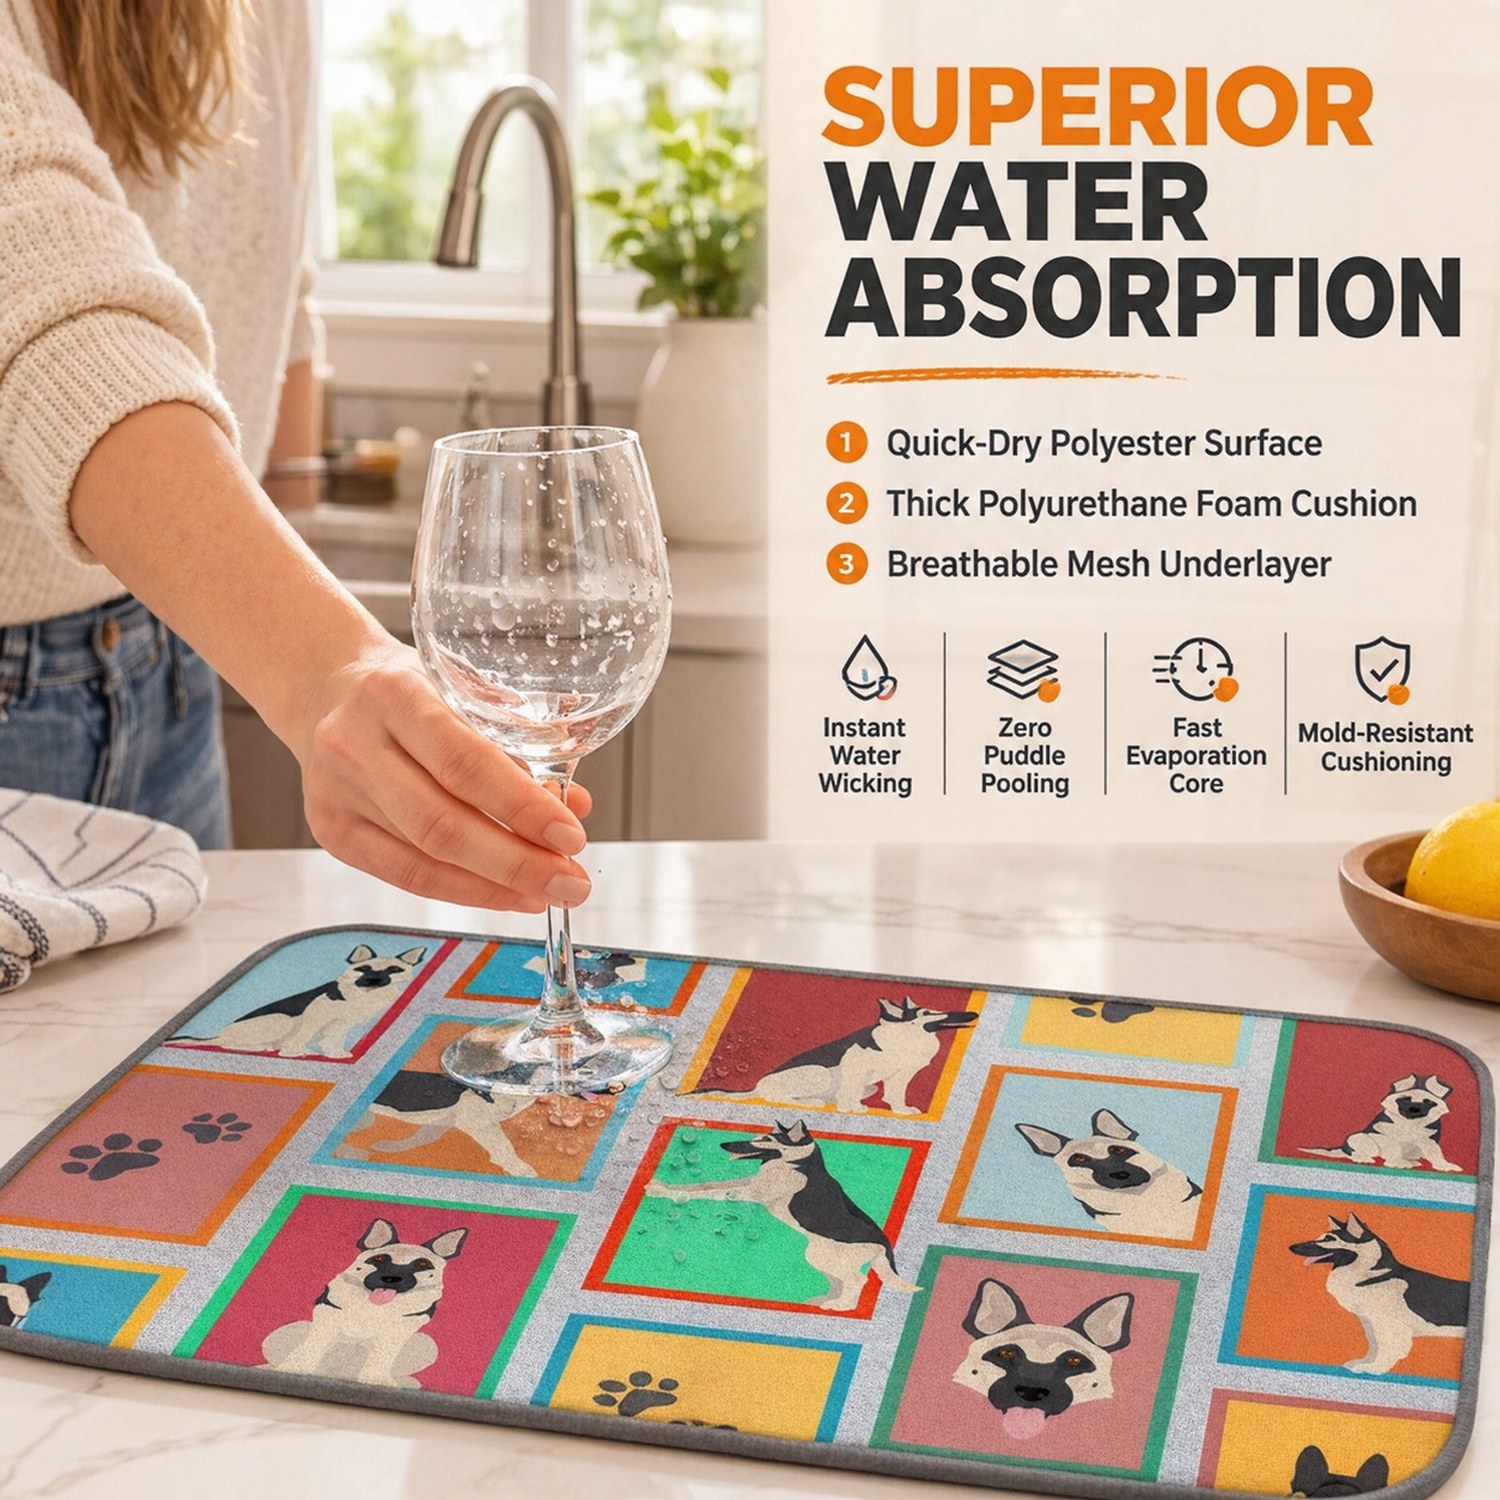 SUPERIOR
WATER
ABSORPTION
1 Quick-Dry Polyester Surface
2 Thick Polyurethane Foam Cushion
3 Breathable Mesh Underlayer
Instant
Water
Wicking
Zero
Puddle
Pooling
Fast
Evaporation
Core
Mold-Resistant
Cushioning